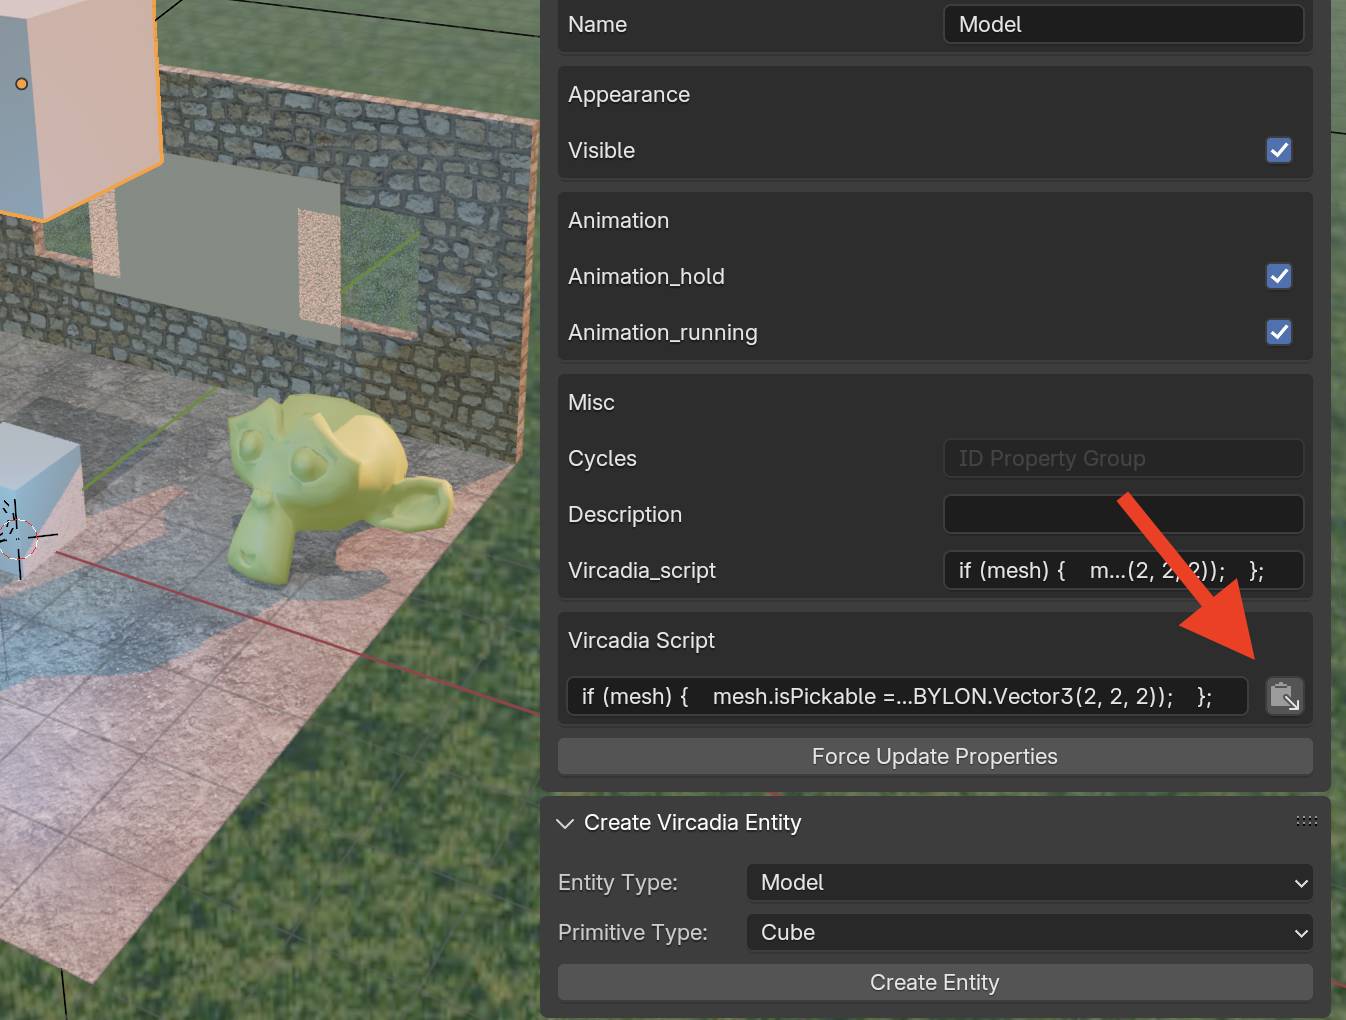 Name Model
Appearance
Visible
Animation
Animation_hold
Animation_running
Misc
Cycles ID Property Group
Description
Vircadia_script if (mesh) { m...(2, 2, 2)); };
Vircadia Script
if (mesh) { mesh.isPickable =...BYLON.Vector3(2, 2, 2)); };
Force Update Properties
Create Vircadia Entity
Entity Type: Model
Primitive Type: Cube
Create Entity